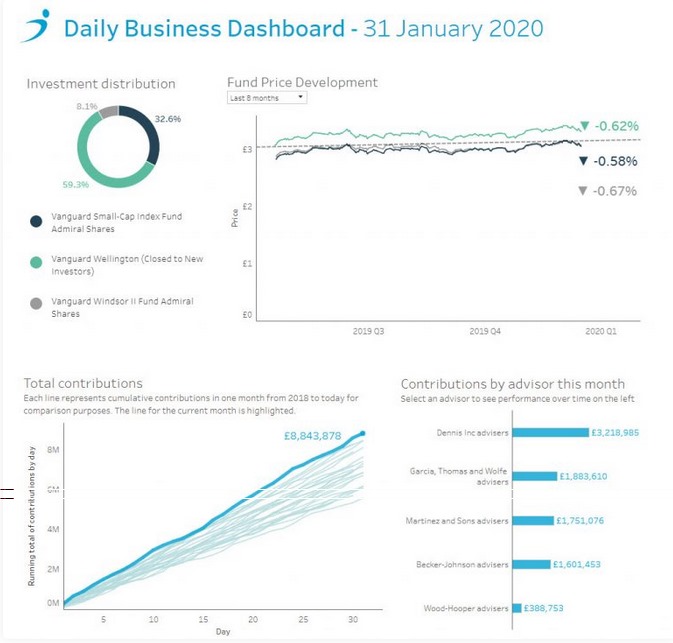 Daily Business Dashboard - 31 January 2020
Investment distribution
8.1%
32.6%
59.3%
Vanguard Small-Cap Index Fund
Admiral Shares
Vanguard Wellington (Closed to New
Investors)
Vanguard Windsor II Fund Admiral
Shares
Fund Price Development
Last 8 months
▼ -0.62%
▼ -0.58%
▼ -0.67%
Price
£3
£2
£1
£0
2019 Q3
2019 Q4
2020 Q1
Total contributions
Each line represents cumulative contributions in one month from 2018 to today for
comparison purposes. The line for the current month is highlighted.
£8,843,878
Running total of contributions by day
8M
6M
4M
2M
0M
5
10
15
20
25
30
Day
Contributions by advisor this month
Select an advisor to see performance over time on the left
Dennis Inc advisers
£3,218,985
Garcia, Thomas and Wolfe
advisers
£1,883,610
Martinez and Sons advisers
£1,751,076
Becker-Johnson advisers
£1,601,453
Wood-Hooper advisers
£388,753